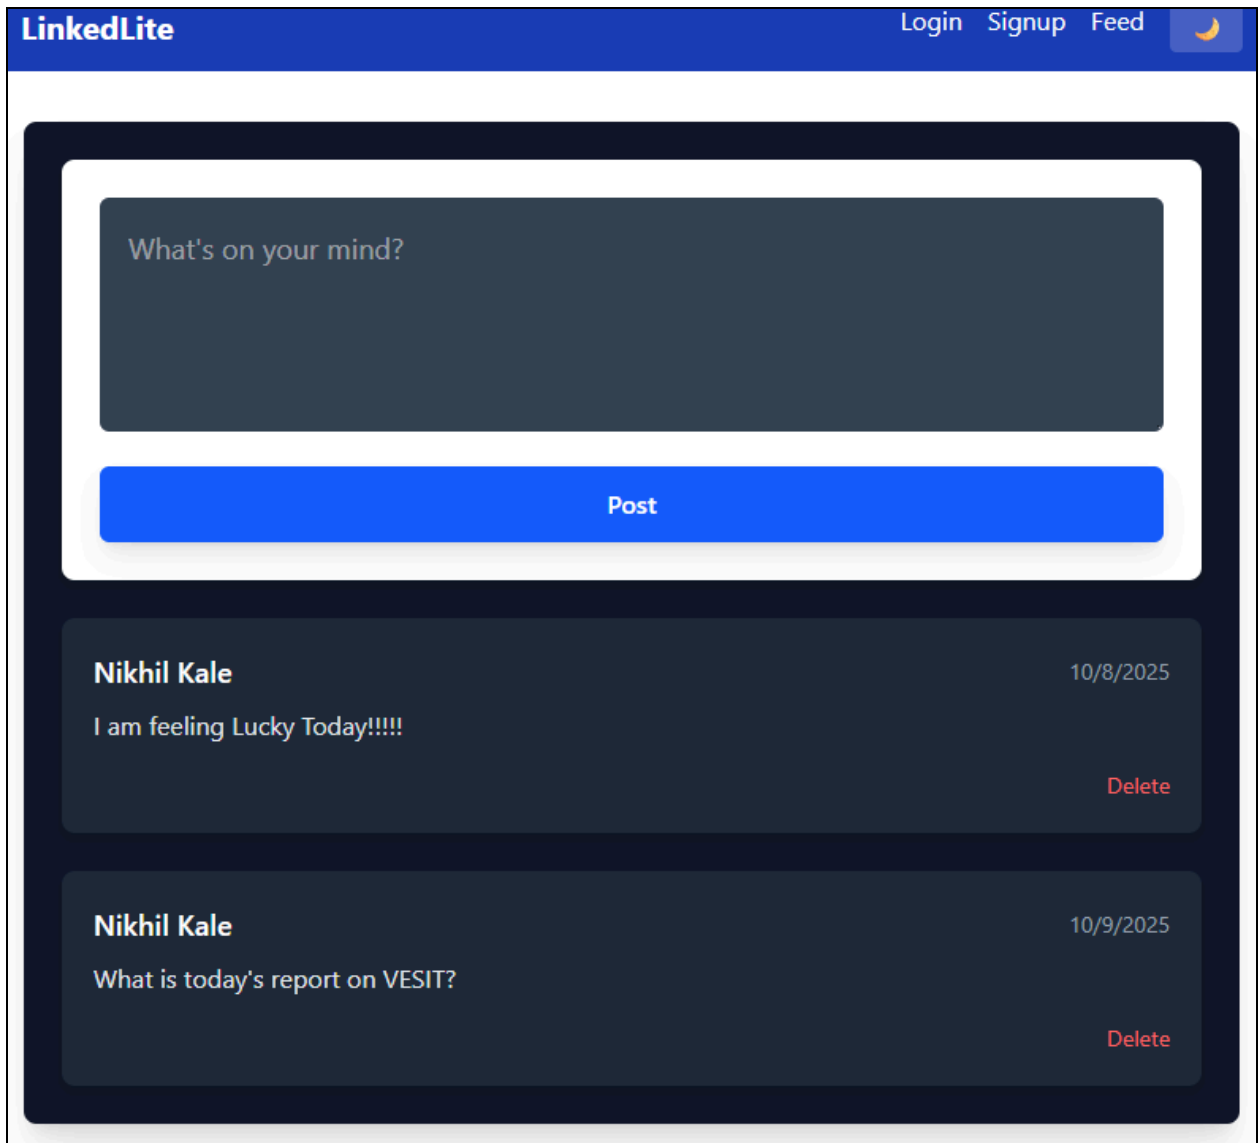 LinkedLite
Login Signup Feed
What's on your mind?
Post
Nikhil Kale 10/8/2025
I am feeling Lucky Today!!!!!
Delete
Nikhil Kale 10/9/2025
What is today's report on VESIT?
Delete